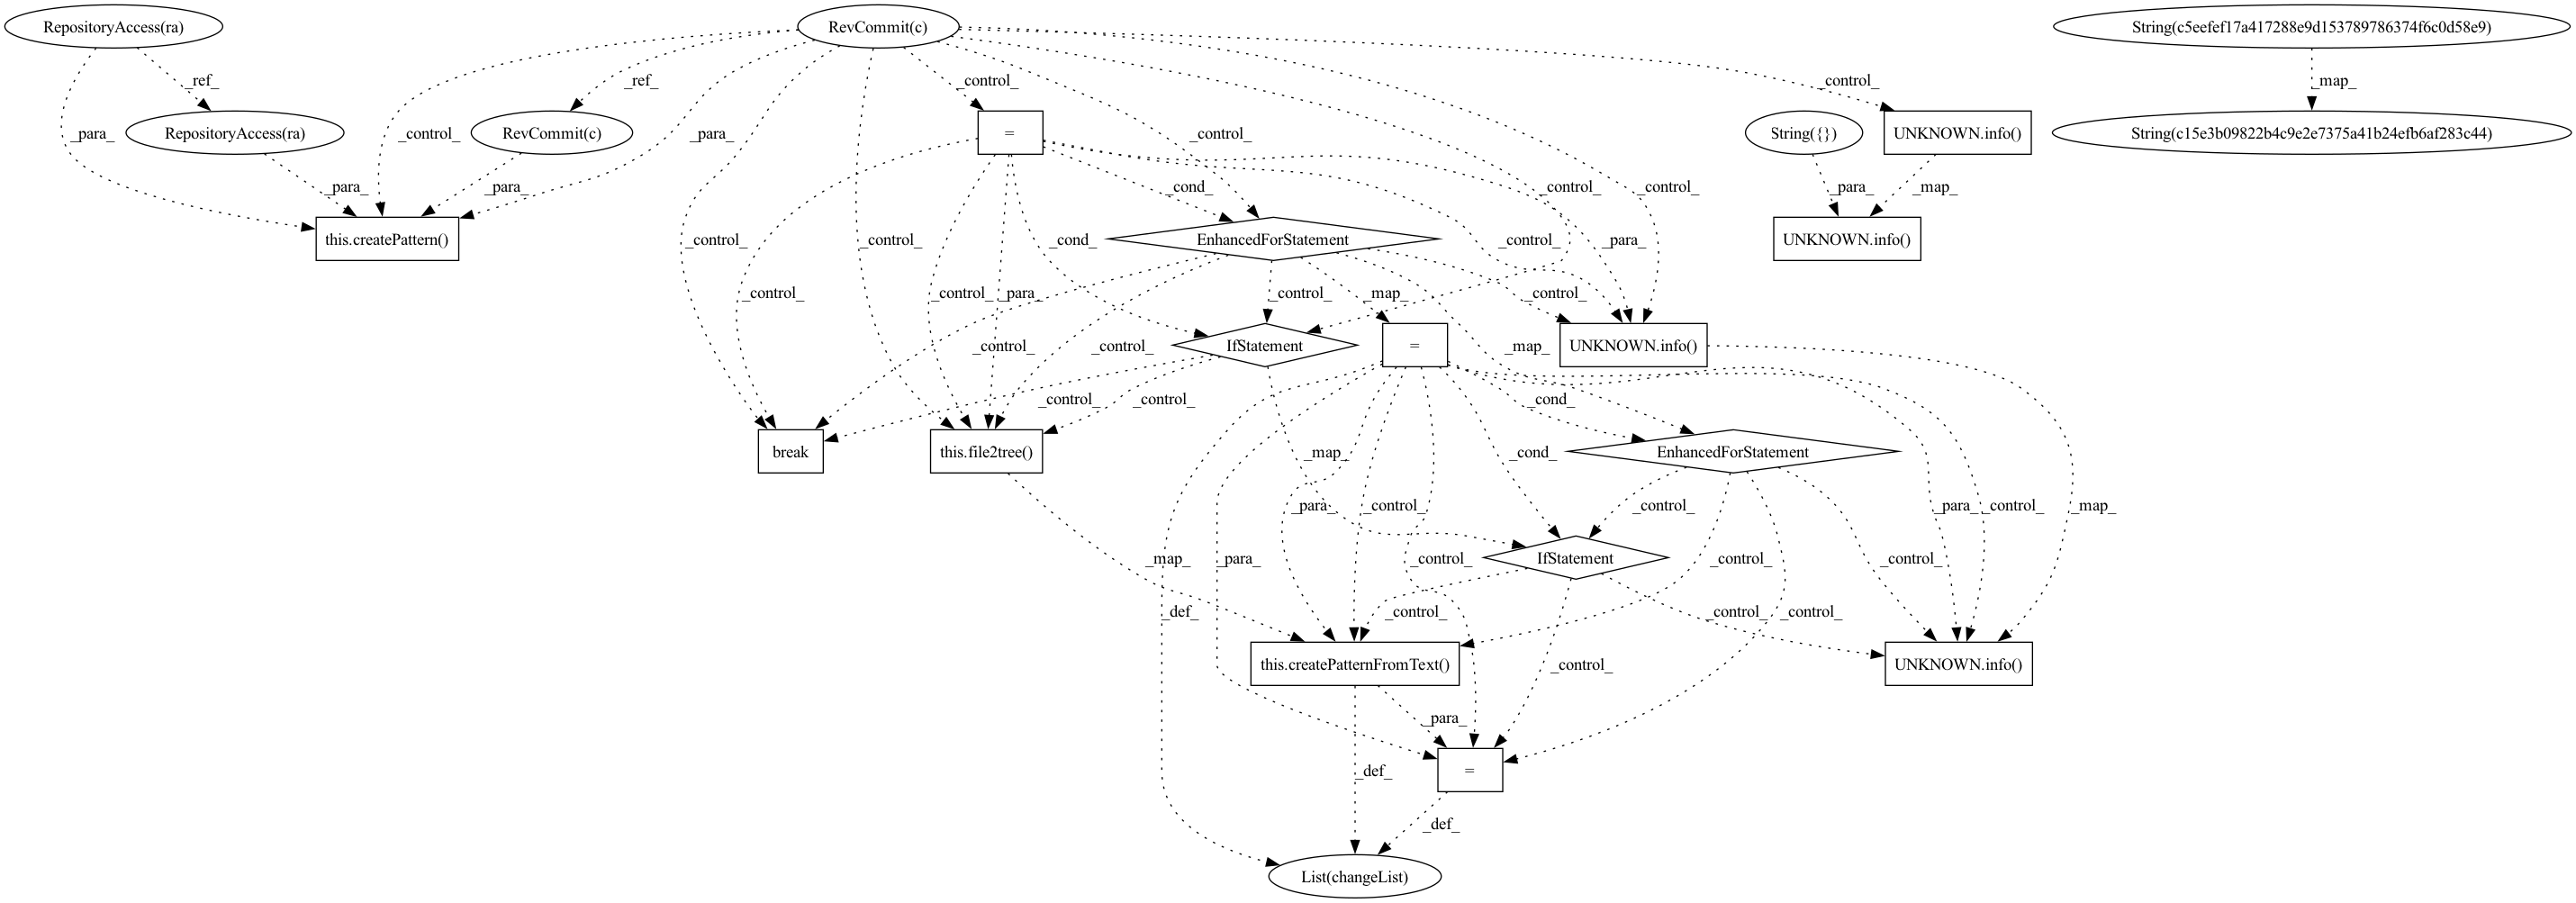 RepositoryAccess(ra)
RevCommit(c)
String(c5eefef17a417288e9d153789786374f6c0d58e9)
_ref_
_ref_
_control_
_control_
_map_
_para_
RepositoryAccess(ra)
_control_
RevCommit(c)
_para_
=
_control_
String({})
UNKNOWN.info()
String(c15e3b09822b4c9e2e7375a41b24efb6af283c44)
_para_
_para_
_cond_
_control_
_control_
_para_
_map_
this.createPattern()
_control_
_control_
_cond_
EnhancedForStatement
_control_
_para_
UNKNOWN.info()
_control_
_control_
_para_
_control_
_map_
_control_
_control_
_control_
IfStatement
=
_map_
UNKNOWN.info()
_control_
_control_
_cond_
break
this.file2tree()
_map_
EnhancedForStatement
_para_
_control_
_cond_
_control_
_para_
_control_
_map_
_map_
_para_
_control_
IfStatement
_control_
_control_
_def_
_control_
_control_
_control_
this.createPatternFromText()
_control_
UNKNOWN.info()
_para_
_def_
=
_def_
List(changeList)